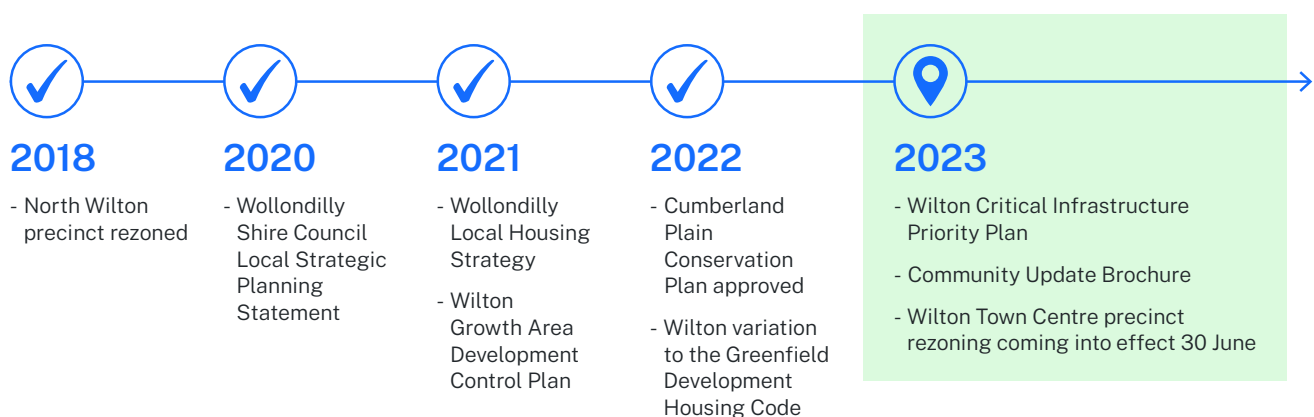 2018
- North Wilton
precinct rezoned
2020
- Wollondilly
Shire Council
Local Strategic
Planning
Statement
2021
- Wollondilly
Local Housing
Strategy
- Wilton
Growth Area
Development
Control Plan
2022
- Cumberland
Plain
Conservation
Plan approved
- Wilton variation
to the Greenfield
Development
Housing Code
2023
- Wilton Critical Infrastructure
Priority Plan
- Community Update Brochure
- Wilton Town Centre precinct
rezoning coming into effect 30 June